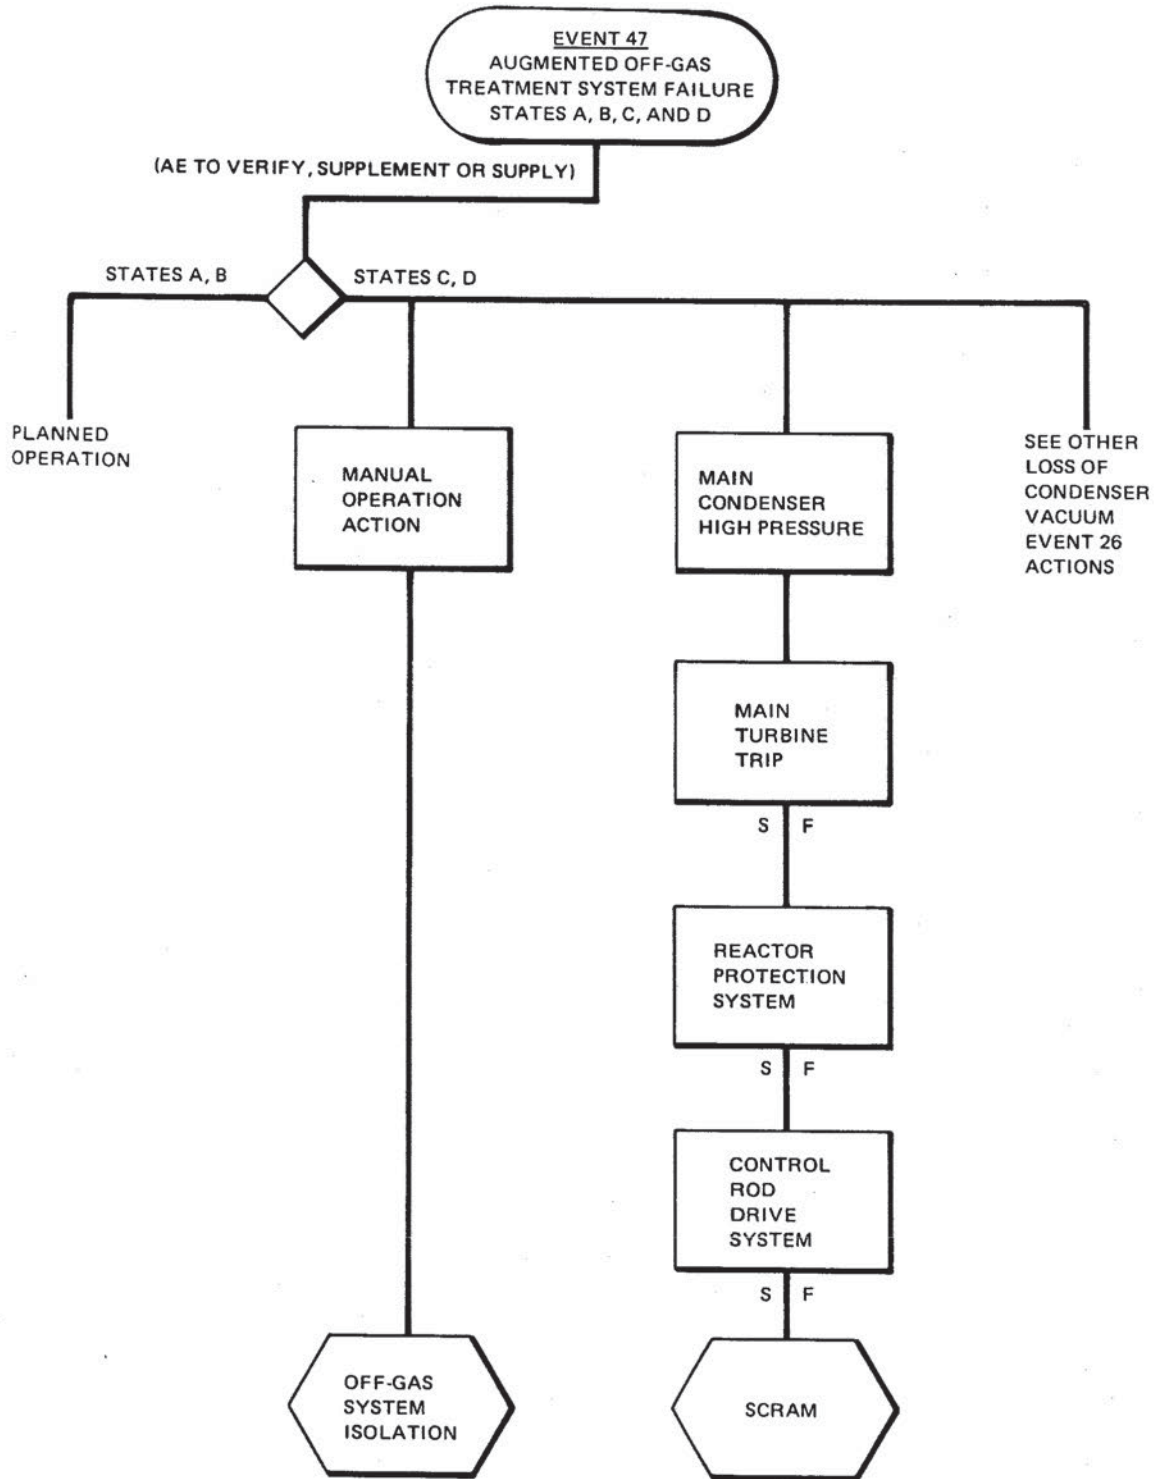 EVENT 47
AUGMENTED OFF-GAS
TREATMENT SYSTEM FAILURE
STATES A, B, C, AND D
(AE TO VERIFY, SUPPLEMENT OR SUPPLY)
STATES A, B
STATES C, D
PLANNED
OPERATION
MANUAL
OPERATION
ACTION
MAIN
CONDENSER
HIGH PRESSURE
SEE OTHER
LOSS OF
CONDENSER
VACUUM
EVENT 26
ACTIONS
MAIN
TURBINE
TRIP
S F
REACTOR
PROTECTION
SYSTEM
S F
CONTROL
ROD
DRIVE
SYSTEM
S F
OFF-GAS
SYSTEM
ISOLATION
SCRAM